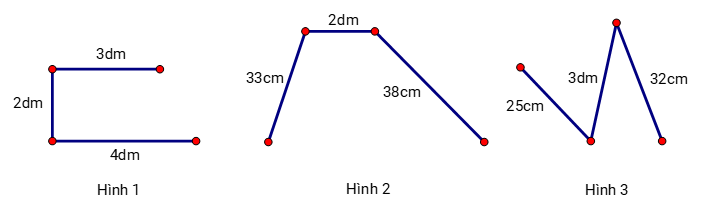 3dm
2dm
4dm
Hình 1
2dm
33cm
38cm
Hình 2
3dm
25cm
32cm
Hình 3